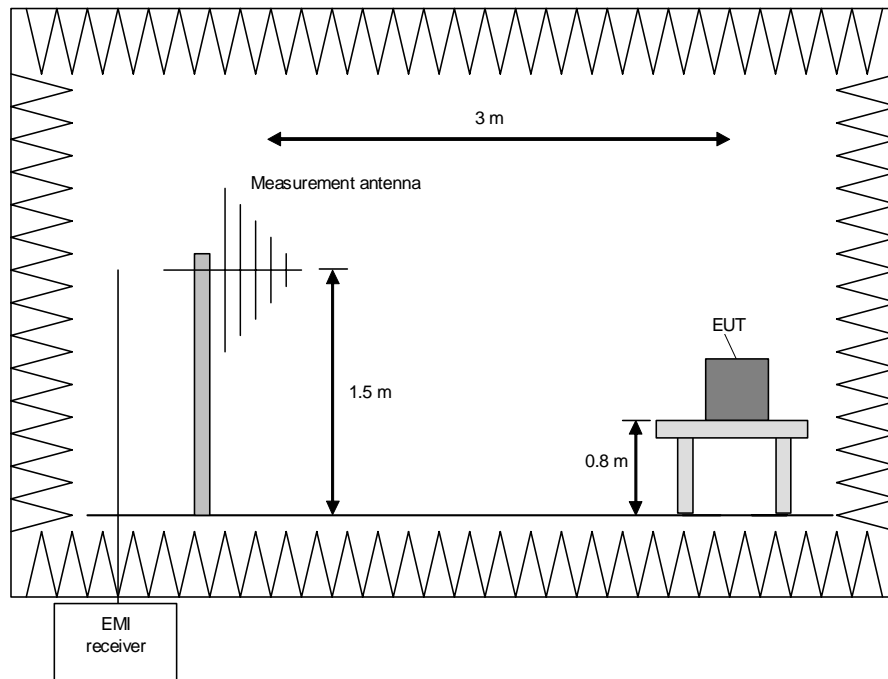 3 m
Measurement antenna
EUT
1.5 m
0.8 m
EMI
receiver